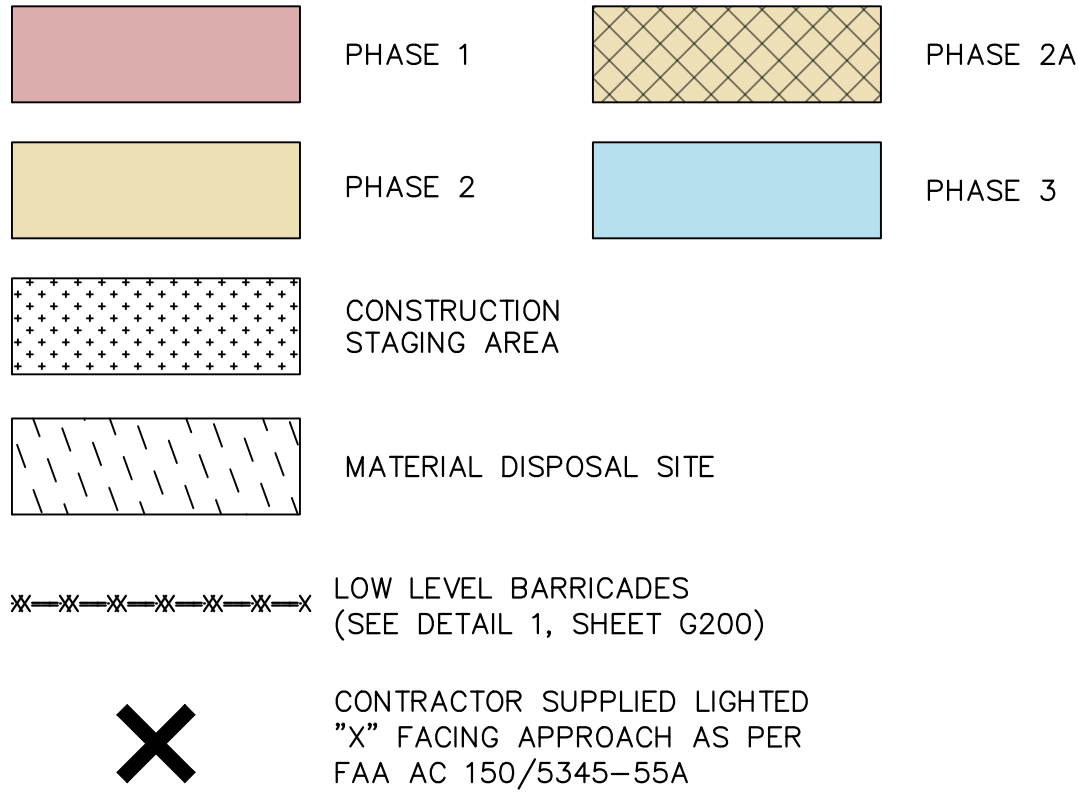 PHASE 1
PHASE 2A
PHASE 2
PHASE 3
CONSTRUCTION
STAGING AREA
MATERIAL DISPOSAL SITE
LOW LEVEL BARRICADES
(SEE DETAIL 1, SHEET G200)
CONTRACTOR SUPPLIED LIGHTED
”X” FACING APPROACH AS PER
FAA AC 150/5345–55A